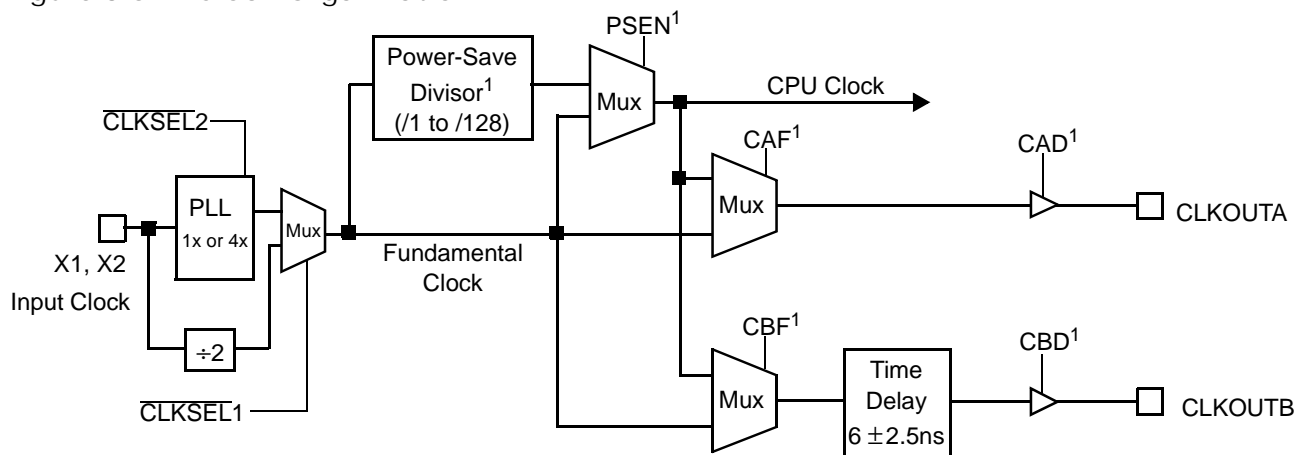 PSEN¹
Power-Save
Divisor¹
(/1 to /128)
Mux
CPU Clock
CLKSEL2
CAF¹
CAD¹
PLL
1x or 4x
Mux
Mux
CLKOUTA
X1, X2
Input Clock
Fundamental
Clock
÷2
CLKSEL1
CBF¹
CBD¹
Mux
Time
Delay
6 ±2.5ns
CLKOUTB